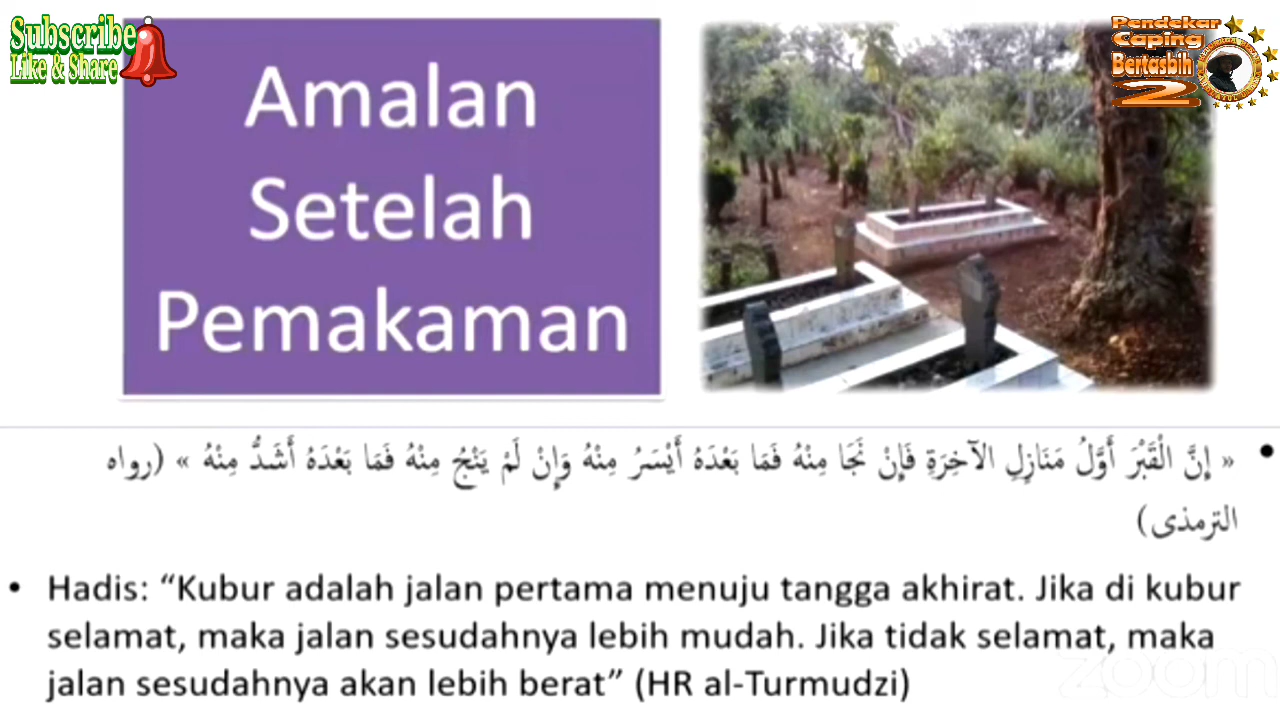 Subscribe
Like & Share
Amalan
Setelah
Pemakaman
Pendekar
Caping
Bertasbih
2
« إِنَّ الْقَبْرَ أَوَّلُ مَنَازِلِ الآخِرَةِ فَإِنْ نَجَا مِنْهُ فَمَا بَعْدَهُ أَيْسَرُ مِنْهُ وَإِنْ لَمْ يَنْجُ مِنْهُ فَمَا بَعْدَهُ أَشَدُّ مِنْهُ » (رواه
الترمذى)
• Hadis: “Kubur adalah jalan pertama menuju tangga akhirat. Jika di kubur
selamat, maka jalan sesudahnya lebih mudah. Jika tidak selamat, maka
jalan sesudahnya akan lebih berat” (HR al-Turmudzi)
zoom